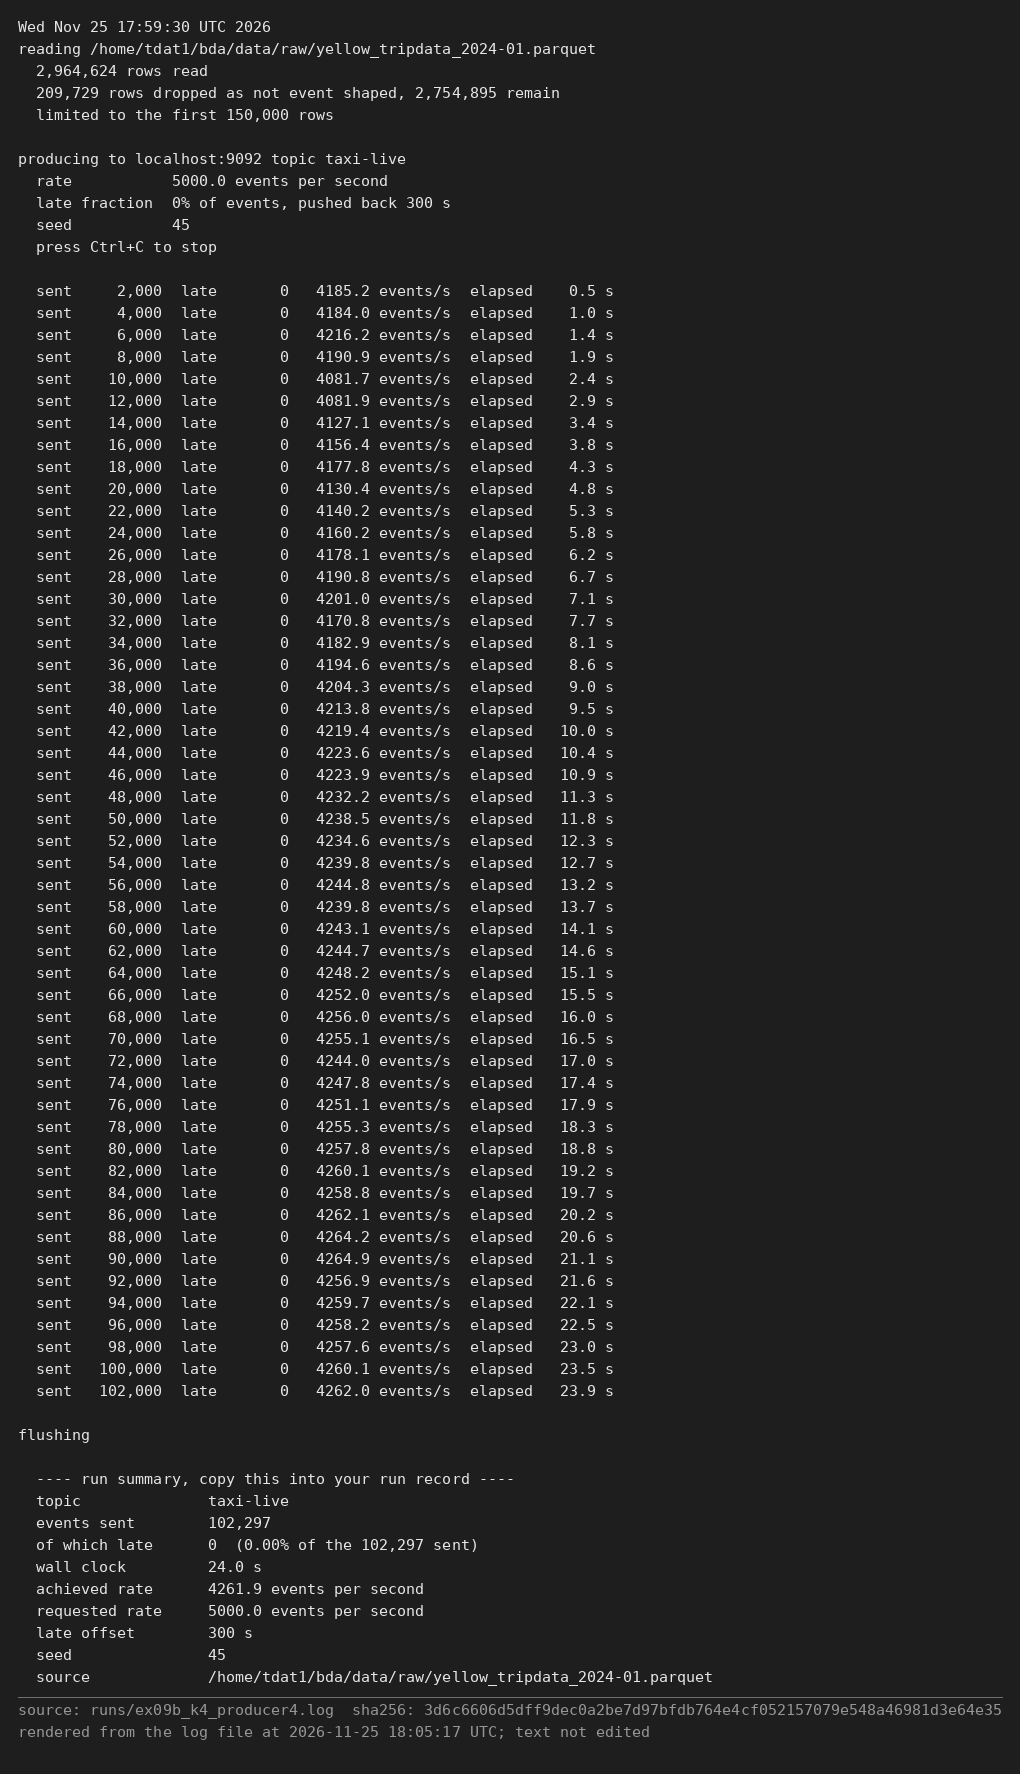 Wed Nov 25 17:59:30 UTC 2026
reading /home/tdat1/bda/data/raw/yellow_tripdata_2024-01.parquet
  2,964,624 rows read
  209,729 rows dropped as not event shaped, 2,754,895 remain
  limited to the first 150,000 rows

producing to localhost:9092 topic taxi-live
  rate           5000.0 events per second
  late fraction  0% of events, pushed back 300 s
  seed           45
  press Ctrl+C to stop

  sent     2,000  late       0   4185.2 events/s  elapsed    0.5 s
  sent     4,000  late       0   4184.0 events/s  elapsed    1.0 s
  sent     6,000  late       0   4216.2 events/s  elapsed    1.4 s
  sent     8,000  late       0   4190.9 events/s  elapsed    1.9 s
  sent    10,000  late       0   4081.7 events/s  elapsed    2.4 s
  sent    12,000  late       0   4081.9 events/s  elapsed    2.9 s
  sent    14,000  late       0   4127.1 events/s  elapsed    3.4 s
  sent    16,000  late       0   4156.4 events/s  elapsed    3.8 s
  sent    18,000  late       0   4177.8 events/s  elapsed    4.3 s
  sent    20,000  late       0   4130.4 events/s  elapsed    4.8 s
  sent    22,000  late       0   4140.2 events/s  elapsed    5.3 s
  sent    24,000  late       0   4160.2 events/s  elapsed    5.8 s
  sent    26,000  late       0   4178.1 events/s  elapsed    6.2 s
  sent    28,000  late       0   4190.8 events/s  elapsed    6.7 s
  sent    30,000  late       0   4201.0 events/s  elapsed    7.1 s
  sent    32,000  late       0   4170.8 events/s  elapsed    7.7 s
  sent    34,000  late       0   4182.9 events/s  elapsed    8.1 s
  sent    36,000  late       0   4194.6 events/s  elapsed    8.6 s
  sent    38,000  late       0   4204.3 events/s  elapsed    9.0 s
  sent    40,000  late       0   4213.8 events/s  elapsed    9.5 s
  sent    42,000  late       0   4219.4 events/s  elapsed   10.0 s
  sent    44,000  late       0   4223.6 events/s  elapsed   10.4 s
  sent    46,000  late       0   4223.9 events/s  elapsed   10.9 s
  sent    48,000  late       0   4232.2 events/s  elapsed   11.3 s
  sent    50,000  late       0   4238.5 events/s  elapsed   11.8 s
  sent    52,000  late       0   4234.6 events/s  elapsed   12.3 s
  sent    54,000  late       0   4239.8 events/s  elapsed   12.7 s
  sent    56,000  late       0   4244.8 events/s  elapsed   13.2 s
  sent    58,000  late       0   4239.8 events/s  elapsed   13.7 s
  sent    60,000  late       0   4243.1 events/s  elapsed   14.1 s
  sent    62,000  late       0   4244.7 events/s  elapsed   14.6 s
  sent    64,000  late       0   4248.2 events/s  elapsed   15.1 s
  sent    66,000  late       0   4252.0 events/s  elapsed   15.5 s
  sent    68,000  late       0   4256.0 events/s  elapsed   16.0 s
  sent    70,000  late       0   4255.1 events/s  elapsed   16.5 s
  sent    72,000  late       0   4244.0 events/s  elapsed   17.0 s
  sent    74,000  late       0   4247.8 events/s  elapsed   17.4 s
  sent    76,000  late       0   4251.1 events/s  elapsed   17.9 s
  sent    78,000  late       0   4255.3 events/s  elapsed   18.3 s
  sent    80,000  late       0   4257.8 events/s  elapsed   18.8 s
  sent    82,000  late       0   4260.1 events/s  elapsed   19.2 s
  sent    84,000  late       0   4258.8 events/s  elapsed   19.7 s
  sent    86,000  late       0   4262.1 events/s  elapsed   20.2 s
  sent    88,000  late       0   4264.2 events/s  elapsed   20.6 s
  sent    90,000  late       0   4264.9 events/s  elapsed   21.1 s
  sent    92,000  late       0   4256.9 events/s  elapsed   21.6 s
  sent    94,000  late       0   4259.7 events/s  elapsed   22.1 s
  sent    96,000  late       0   4258.2 events/s  elapsed   22.5 s
  sent    98,000  late       0   4257.6 events/s  elapsed   23.0 s
  sent   100,000  late       0   4260.1 events/s  elapsed   23.5 s
  sent   102,000  late       0   4262.0 events/s  elapsed   23.9 s

flushing

  ---- run summary, copy this into your run record ----
  topic              taxi-live
  events sent        102,297
  of which late      0  (0.00% of the 102,297 sent)
  wall clock         24.0 s
  achieved rate      4261.9 events per second
  requested rate     5000.0 events per second
  late offset        300 s
  seed               45
  source             /home/tdat1/bda/data/raw/yellow_tripdata_2024-01.parquet
source: runs/ex09b_k4_producer4.log  sha256: 3d6c6606d5dff9dec0a2be7d97bfdb764e4cf052157079e548a46981d3e64e35
rendered from the log file at 2026-11-25 18:05:17 UTC; text not edited